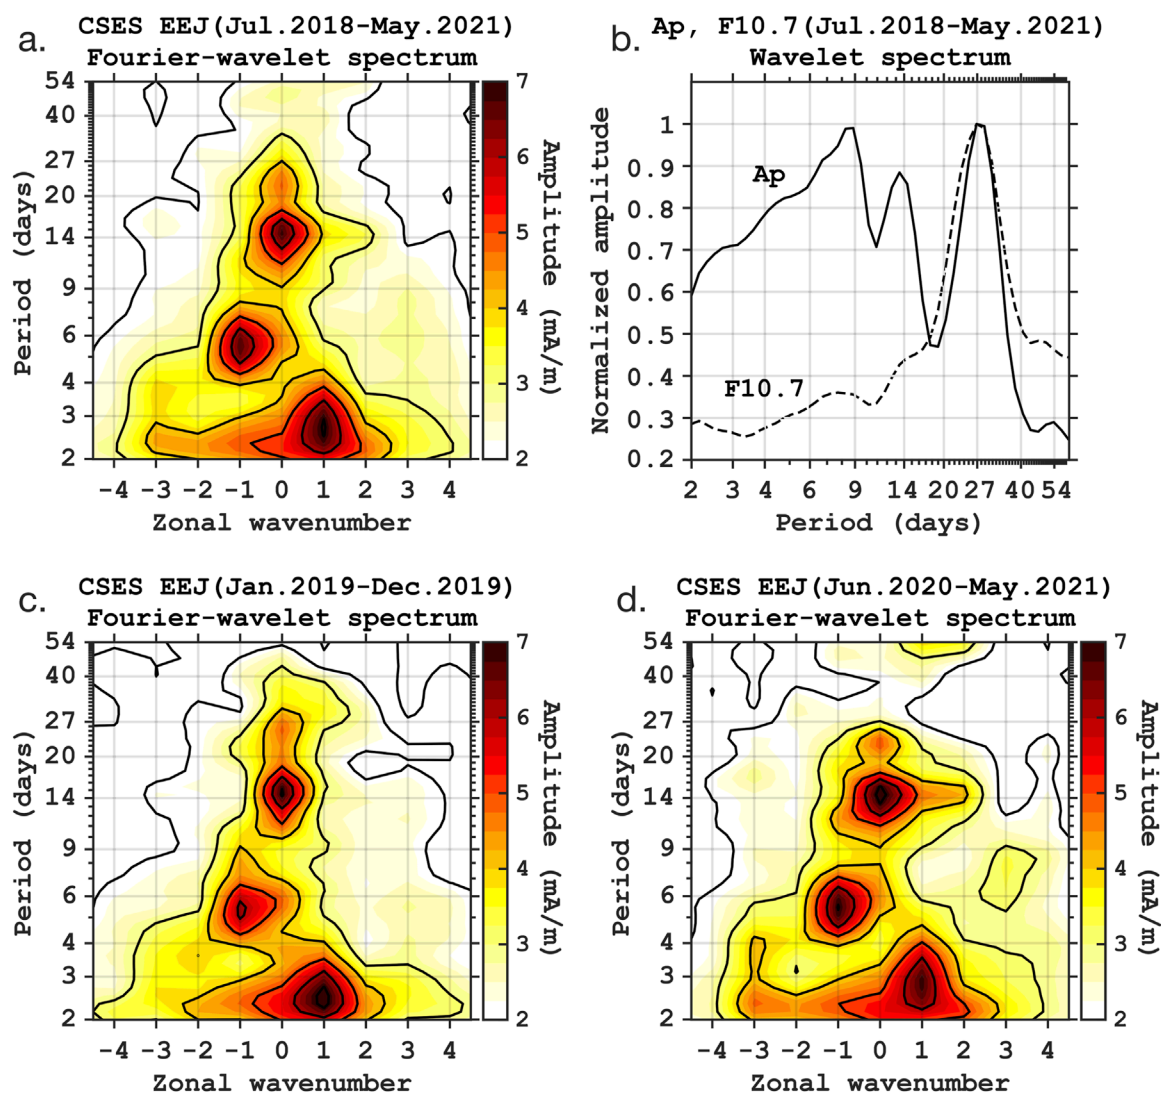 a.
CSES EEJ(Jul.2018-May.2021)
Fourier-wavelet spectrum
54
40
27
20
14
9
6
4
3
2
Period (days)
-4 -3 -2 -1 0 1 2 3 4
Zonal wavenumber
7
6
5
4
3
2
Amplitude (mA/m)
b.
Ap, F10.7(Jul.2018-May.2021)
Wavelet spectrum
1
0.9
0.8
0.7
0.6
0.5
0.4
0.3
0.2
Normalized amplitude
Ap
F10.7
2 3 4 6 9 14 20 27 40 54
Period (days)
c.
CSES EEJ(Jan.2019-Dec.2019)
Fourier-wavelet spectrum
54
40
27
20
14
9
6
4
3
2
Period (days)
-4 -3 -2 -1 0 1 2 3 4
Zonal wavenumber
7
6
5
4
3
2
Amplitude (mA/m)
d.
CSES EEJ(Jun.2020-May.2021)
Fourier-wavelet spectrum
54
40
27
20
14
9
6
4
3
2
Period (days)
-4 -3 -2 -1 0 1 2 3 4
Zonal wavenumber
7
6
5
4
3
2
Amplitude (mA/m)